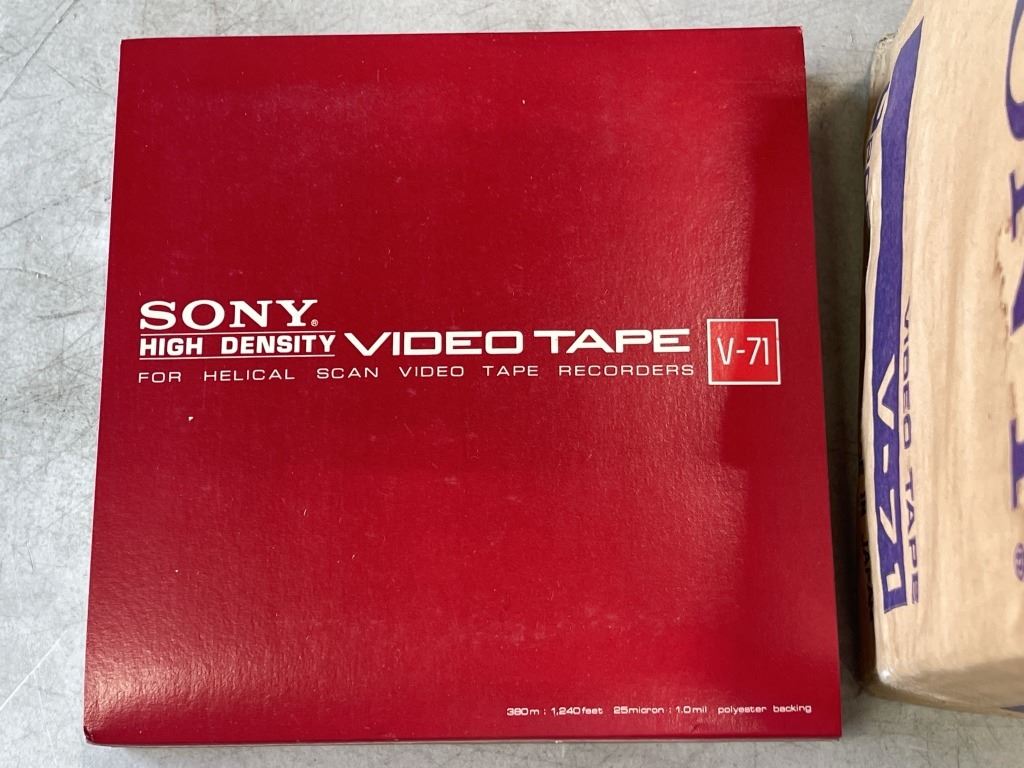 SONY®
HIGH DENSITY VIDEO TAPE V-71
FOR HELICAL SCAN VIDEO TAPE RECORDERS
380m : 1,240feet 25micron : 1.0mil polyester backing
VIDEO TAPE
V-71
®